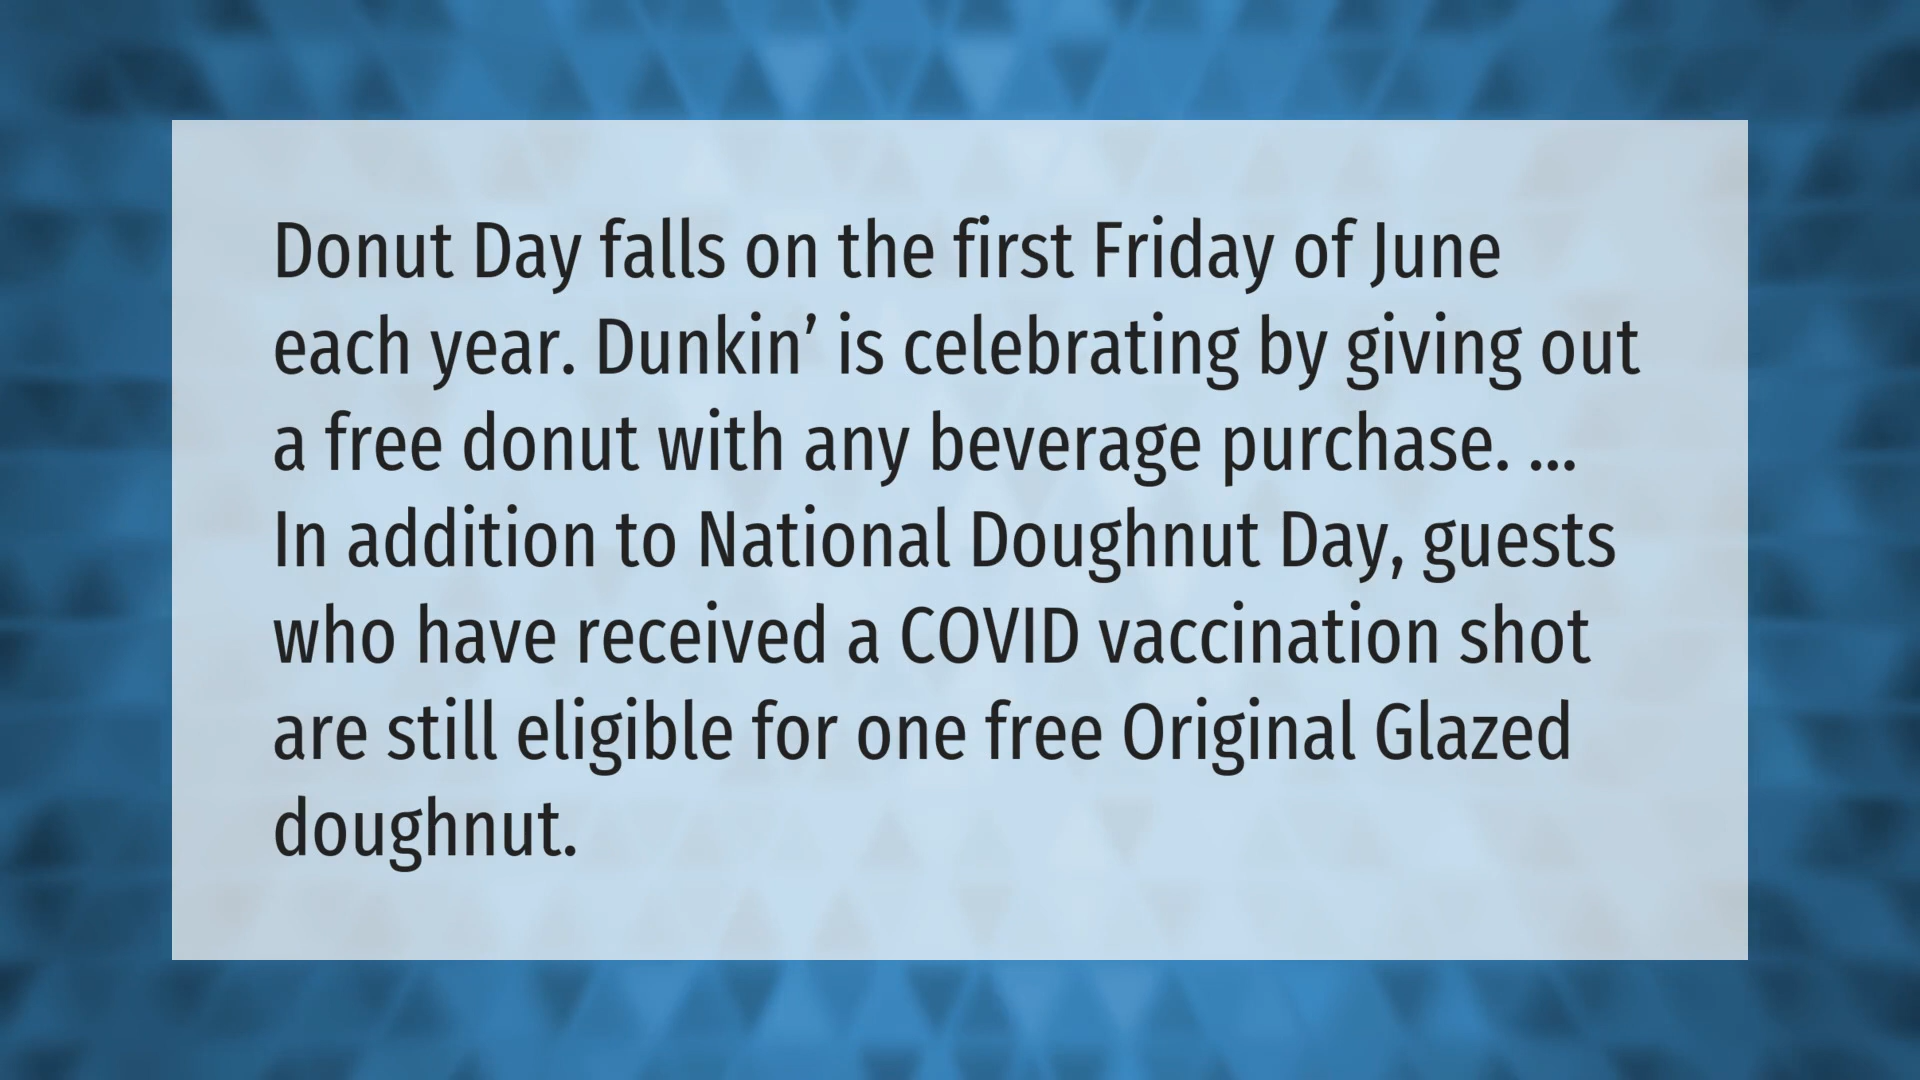 Donut Day falls on the first Friday of June
each year. Dunkin’ is celebrating by giving out
a free donut with any beverage purchase. ...
In addition to National Doughnut Day, guests
who have received a COVID vaccination shot
are still eligible for one free Original Glazed
doughnut.